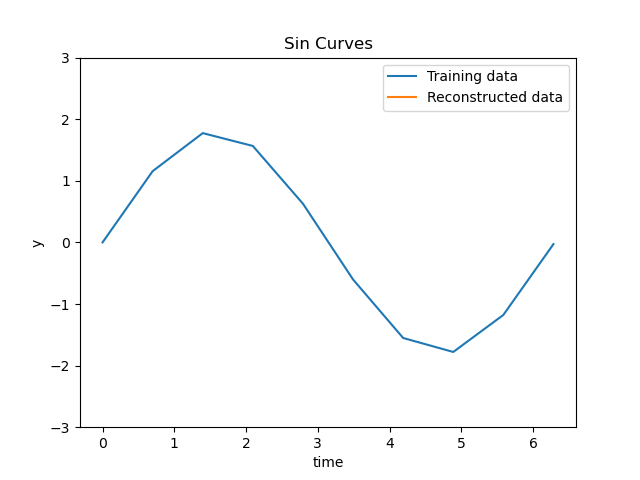 Sin Curves
Training data
Reconstructed data
3
2
1
0
−1
−2
−3
y
0 1 2 3 4 5 6
time